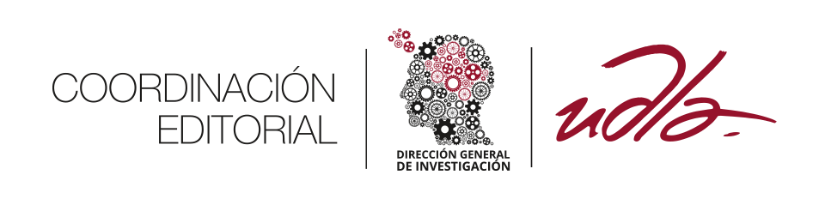 COORDINACIÓN
EDITORIAL
DIRECCIÓN GENERAL
DE INVESTIGACIÓN
udla.